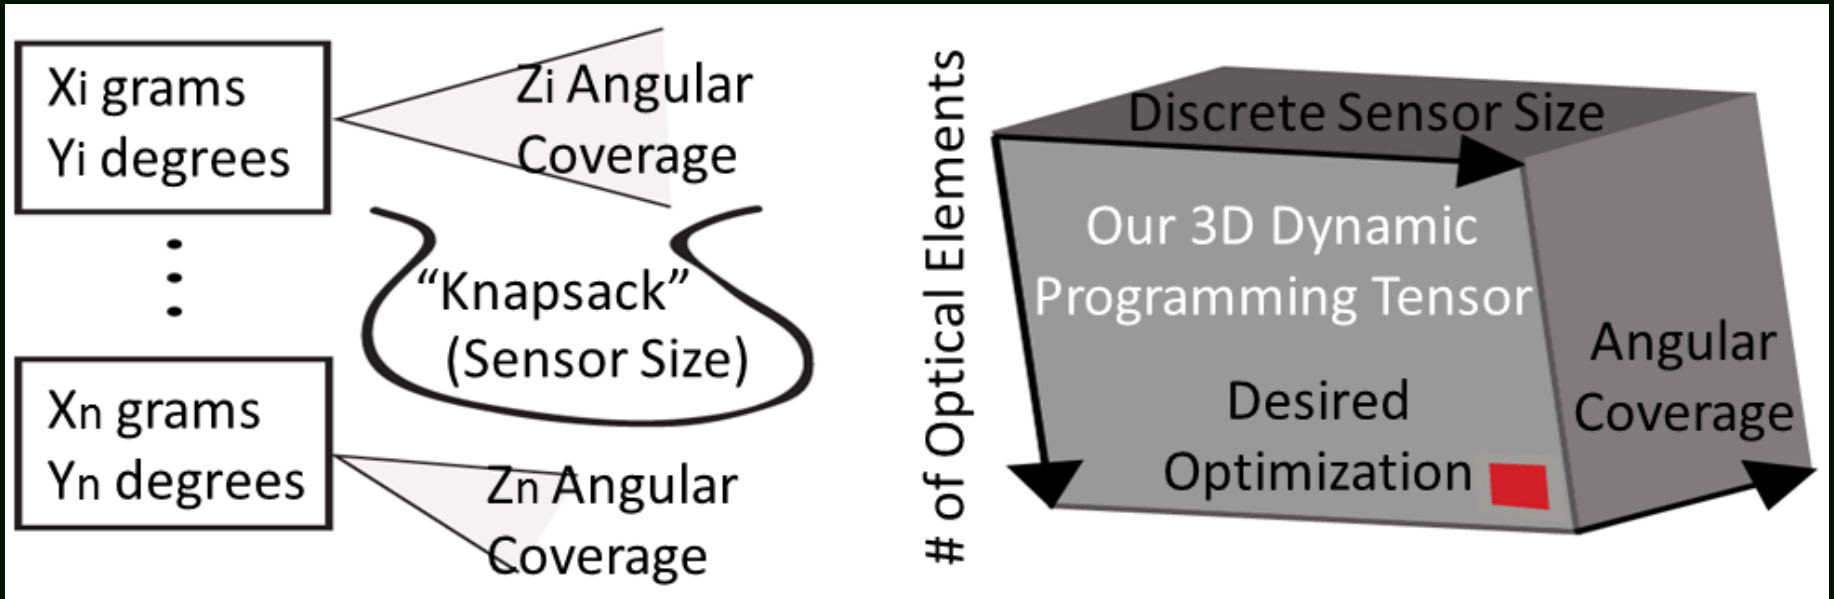 Xi grams
Yi degrees
Zi Angular
Coverage
“Knapsack”
(Sensor Size)
Xn grams
Yn degrees
Zn Angular
Coverage
# of Optical Elements
Discrete Sensor Size
Our 3D Dynamic
Programming Tensor
Desired
Optimization
Angular
Coverage